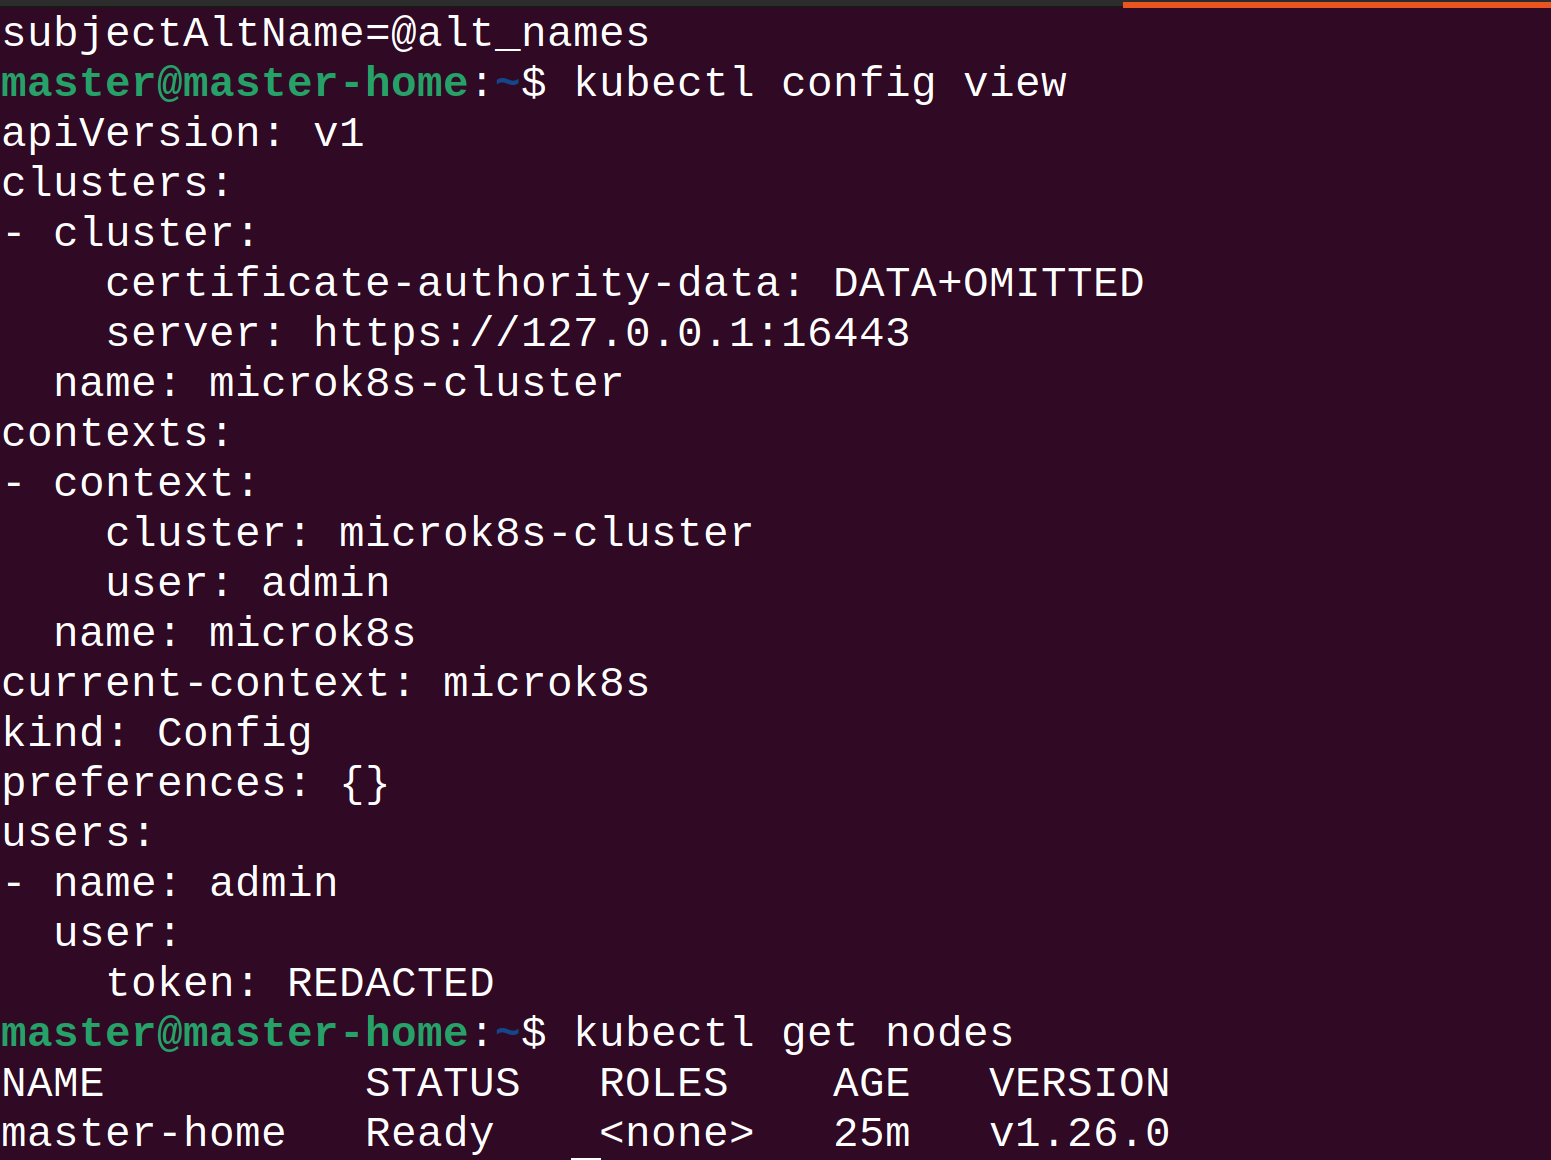 subjectAltName=@alt_names
master@master-home:~$ kubectl config view
apiVersion: v1
clusters:
- cluster:
    certificate-authority-data: DATA+OMITTED
    server: https://127.0.0.1:16443
  name: microk8s-cluster
contexts:
- context:
    cluster: microk8s-cluster
    user: admin
  name: microk8s
current-context: microk8s
kind: Config
preferences: {}
users:
- name: admin
  user:
    token: REDACTED
master@master-home:~$ kubectl get nodes
NAME          STATUS   ROLES    AGE   VERSION
master-home   Ready    <none>   25m   v1.26.0